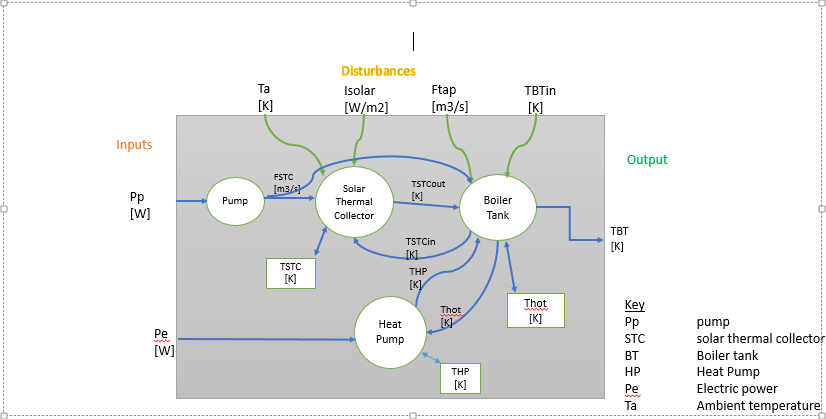 Disturbances
Ta
[K]
Isolar
[W/m2]
Ftap
[m3/s]
TBTin
[K]
Inputs
Output
Pp
[W]
Pump
FSTC
[m3/s]
Solar
Thermal
Collector
TSTCout
[K]
Boiler
Tank
TBT
[K]
TSTCin
[K]
TSTC
[K]
THP
[K]
Thot
[K]
Thot
[K]
Pe
[W]
Heat
Pump
THP
[K]
Key
Pp pump
STC solar thermal collector
BT Boiler tank
HP Heat Pump
Pe Electric power
Ta Ambient temperature